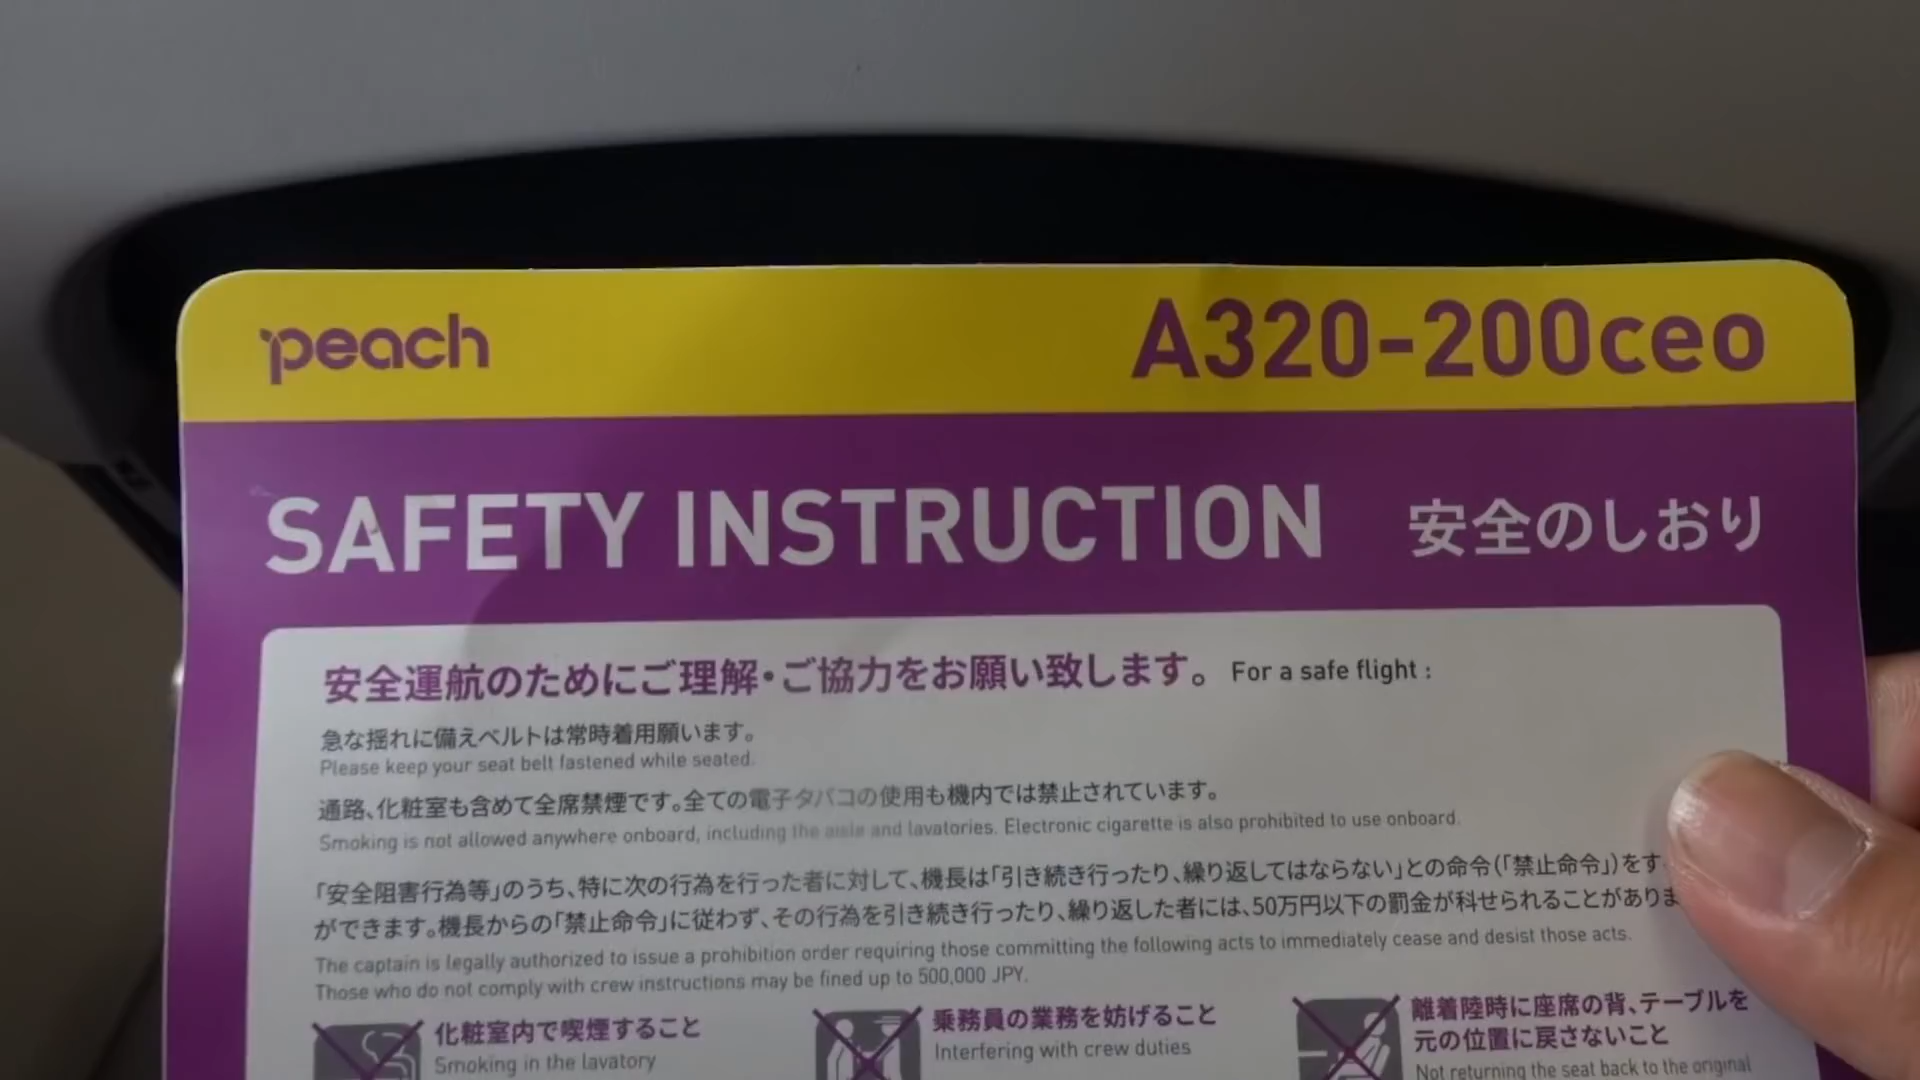 peach
A320-200ceo
SAFETY INSTRUCTION 安全のしおり
安全運航のためにご理解・ご協力をお願い致します。 For a safe flight :
急な揺れに備えベルトは常時着用願います。
Please keep your seat belt fastened while seated.
通路、化粧室も含めて全席禁煙です。全ての電子タバコの使用も機内では禁止されています。
Smoking is not allowed anywhere onboard, including the aisle and lavatories. Electronic cigarette is also prohibited to use onboard.
「安全阻害行為等」のうち、特に次の行為を行った者に対して、機長は「引き続き行ったり、繰り返してはならない」との命令(「禁止命令」)をす
ができます。機長からの「禁止命令」に従わず、その行為を引き続き行ったり、繰り返した者には、50万円以下の罰金が科せられることがありま
The captain is legally authorized to issue a prohibition order requiring those committing the following acts to immediately cease and desist those acts.
Those who do not comply with crew instructions may be fined up to 500,000 JPY.
化粧室内で喫煙すること
Smoking in the lavatory
乗務員の業務を妨げること
Interfering with crew duties
離着陸時に座席の背、テーブルを
元の位置に戻さないこと
Not returning the seat back to the original